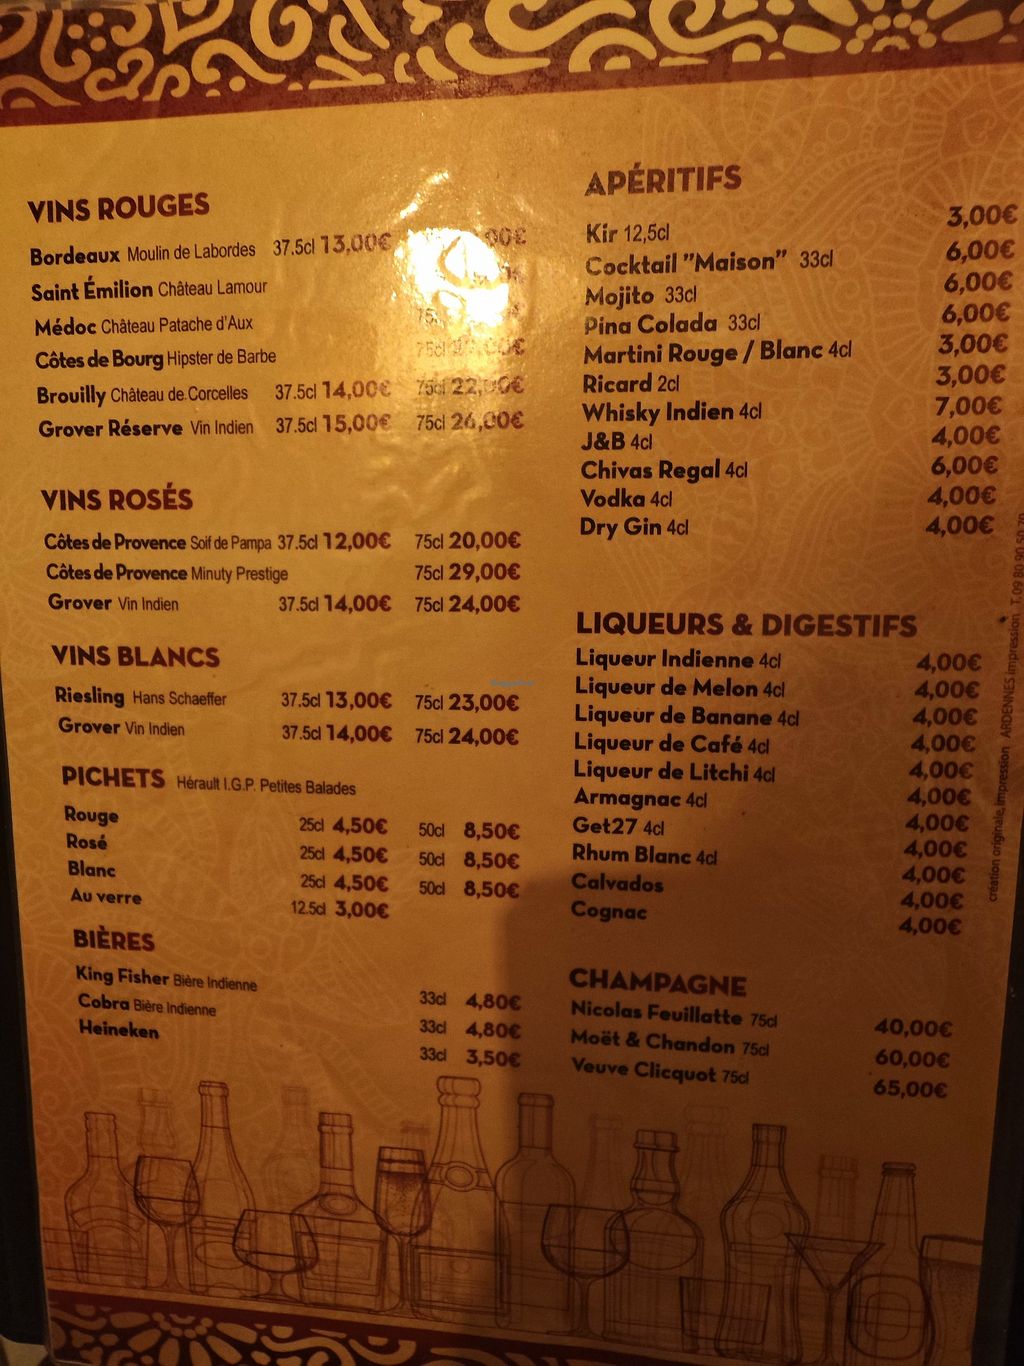 VINS ROUGES
Bordeaux Moulin de Labordes 37.5cl 13,00€ 00€
Saint Émilion Château Lamour
Médoc Château Patache d'Aux
Côtes de Bourg Hipster de Barbe 75cl
Brouilly Château de Corcelles 37.5cl 14,00€ 75cl 22,00€
Grover Réserve Vin Indien 37.5cl 15,00€ 75cl 26,00€
VINS ROSÉS
Côtes de Provence Soif de Pampa 37.5cl 12,00€ 75cl 20,00€
Côtes de Provence Minuty Prestige 75cl 29,00€
Grover Vin Indien 37.5cl 14,00€ 75cl 24,00€
VINS BLANCS
Riesling Hans Schaeffer 37.5cl 13,00€ 75cl 23,00€
Grover Vin Indien 37.5cl 14,00€ 75cl 24,00€
PICHETS Hérault I.G.P. Petites Balades
Rouge 25cl 4,50€ 50cl 8,50€
Rosé 25cl 4,50€ 50cl 8,50€
Blanc 25cl 4,50€ 50cl 8,50€
Au verre 12.5cl 3,00€
BIÈRES
King Fisher Bière Indienne 33cl 4,80€
Cobra Bière Indienne 33cl 4,80€
Heineken 33cl 3,50€
APÉRITIFS
Kir 12,5cl 3,00€
Cocktail "Maison" 33cl 6,00€
Mojito 33cl 6,00€
Pina Colada 33cl 6,00€
Martini Rouge / Blanc 4cl 3,00€
Ricard 2cl 3,00€
Whisky Indien 4cl 7,00€
J&B 4cl 4,00€
Chivas Regal 4cl 6,00€
Vodka 4cl 4,00€
Dry Gin 4cl 4,00€
LIQUEURS & DIGESTIFS
Liqueur Indienne 4cl 4,00€
Liqueur de Melon 4cl 4,00€
Liqueur de Banane 4cl 4,00€
Liqueur de Café 4cl 4,00€
Liqueur de Litchi 4cl 4,00€
Armagnac 4cl 4,00€
Get27 4cl 4,00€
Rhum Blanc 4cl 4,00€
Calvados 4,00€
Cognac 4,00€
4,00€
CHAMPAGNE
Nicolas Feuillatte 75cl 40,00€
Moët & Chandon 75cl 60,00€
Veuve Clicquot 75cl 65,00€
création originale, impression ARDENNES Impression T. 09 80 90 50 70